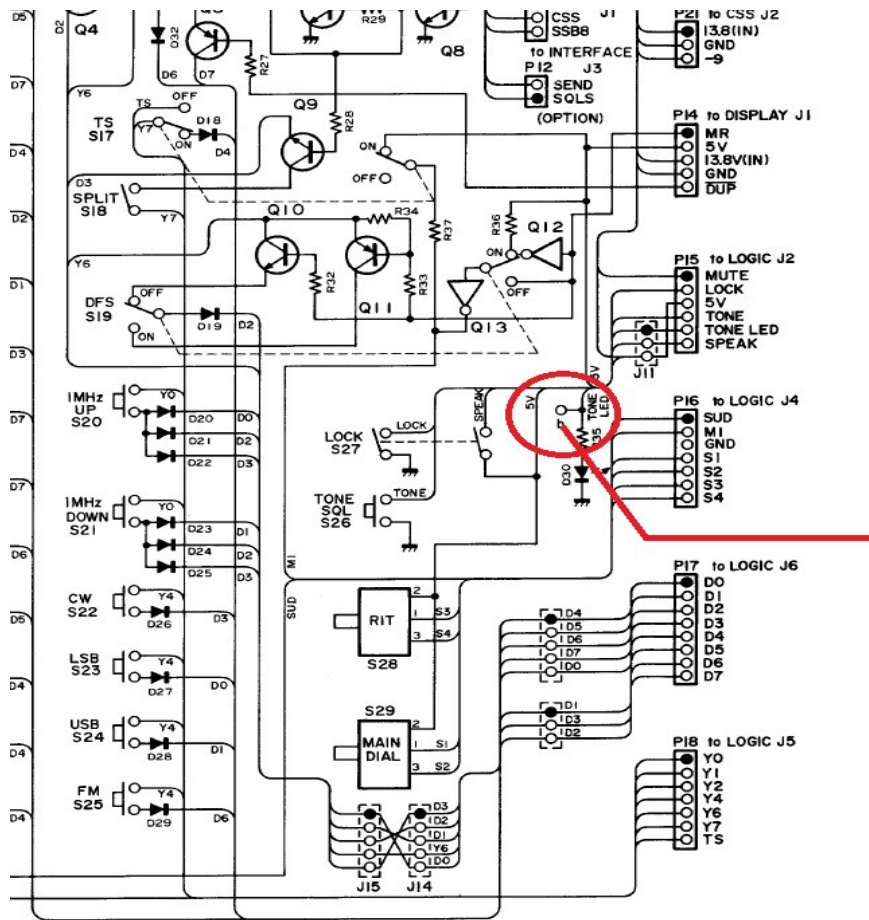 D5
D2
Q4
D32
D6
D7
R27
R29
Q8
CSS
SSB8
J1
to INTERFACE
P12 J3
SEND
SQLS
(OPTION)
P21 to CSS J2
13.8(IN)
GND
-9
D7
Y6
TS
OFF
TS
S17
Y7
D18
ON
D4
Q9
R28
P14 to DISPLAY J1
MR
5V
13.8V(IN)
GND
DUP
D4
D3
SPLIT
S18
Y7
ON
OFF
D2
Q10
R34
R37
R36
Q12
ON
Y6
R32
Q11
R33
OFF
Q13
P15 to LOGIC J2
MUTE
LOCK
5V
TONE
TONE LED
SPEAK
J11
D1
DFS
S19
OFF
D19
D2
ON
D3
5V
1MHz
UP
S20
Y0
D20
D0
D21
D2
D22
D3
D7
LOCK
S27
LOCK
SPEAK
5V
TONE
LED
b
R35
D30
P16 to LOGIC J4
SUD
M1
GND
S1
S2
S3
S4
D7
1MHz
DOWN
S21
Y0
D23
D1
D24
D2
D25
D3
TONE
SQL
S26
TONE
D6
M1
SUD
P17 to LOGIC J6
D0
D1
D2
D3
D4
D5
D6
D7
CW
S22
Y4
D26
D3
D5
RIT
2
1
3
S3
S4
S28
D4
D5
D6
D7
D0
LSB
S23
Y4
D27
D0
D4
D1
D3
D2
USB
S24
Y4
D28
D1
D4
S29
MAIN
DIAL
2
1
3
S1
S2
P18 to LOGIC J5
Y0
Y1
Y2
Y4
Y6
Y7
TS
FM
S25
Y4
D29
D6
D4
D3
D2
D1
Y6
D0
J15
J14